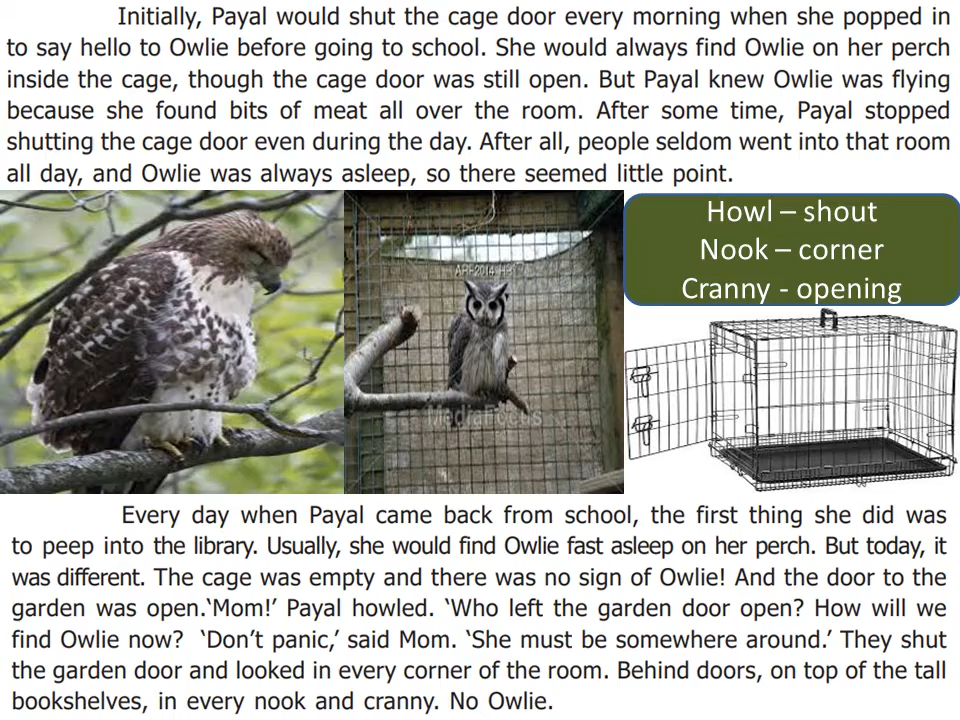 Initially, Payal would shut the cage door every morning when she popped in
to say hello to Owlie before going to school. She would always find Owlie on her perch
inside the cage, though the cage door was still open. But Payal knew Owlie was flying
because she found bits of meat all over the room. After some time, Payal stopped
shutting the cage door even during the day. After all, people seldom went into that room
all day, and Owlie was always asleep, so there seemed little point.
Howl – shout
Nook – corner
Cranny - opening
MediaFocus
Every day when Payal came back from school, the first thing she did was
to peep into the library. Usually, she would find Owlie fast asleep on her perch. But today, it
was different. The cage was empty and there was no sign of Owlie! And the door to the
garden was open.‘Mom!’ Payal howled. ‘Who left the garden door open? How will we
find Owlie now?  ‘Don’t panic,’ said Mom. ‘She must be somewhere around.’ They shut
the garden door and looked in every corner of the room. Behind doors, on top of the tall
bookshelves, in every nook and cranny. No Owlie.